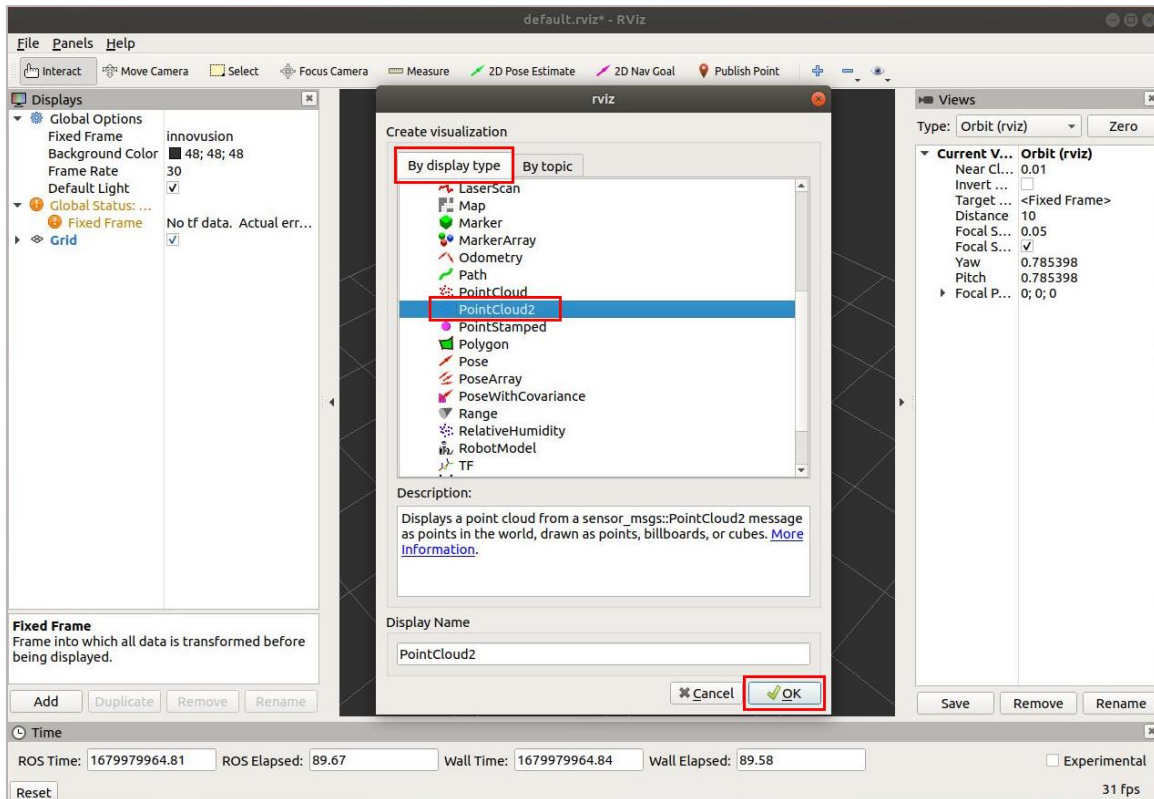 default.rviz* - RViz
File Panels Help
Interact Move Camera Select Focus Camera Measure 2D Pose Estimate 2D Nav Goal Publish Point
Displays
Global Options
Fixed Frame innovusion
Background Color 48; 48; 48
Frame Rate 30
Default Light
Global Status: ...
Fixed Frame No tf data. Actual err...
Grid
Fixed Frame
Frame into which all data is transformed before
being displayed.
Add Duplicate Remove Rename
rviz
Create visualization
By display type By topic
LaserScan
Map
Marker
MarkerArray
Odometry
Path
PointCloud
PointCloud2
PointStamped
Polygon
Pose
PoseArray
PoseWithCovariance
Range
RelativeHumidity
RobotModel
TF
Description:
Displays a point cloud from a sensor_msgs::PointCloud2 message
as points in the world, drawn as points, billboards, or cubes. More
Information.
Display Name
PointCloud2
Cancel OK
Views
Type: Orbit (rviz) Zero
Current V... Orbit (rviz)
Near Cl... 0.01
Invert ...
Target ... <Fixed Frame>
Distance 10
Focal S... 0.05
Focal S...
Yaw 0.785398
Pitch 0.785398
Focal P... 0; 0; 0
Save Remove Rename
Time
ROS Time: 1679979964.81 ROS Elapsed: 89.67 Wall Time: 1679979964.84 Wall Elapsed: 89.58 Experimental
Reset 31 fps